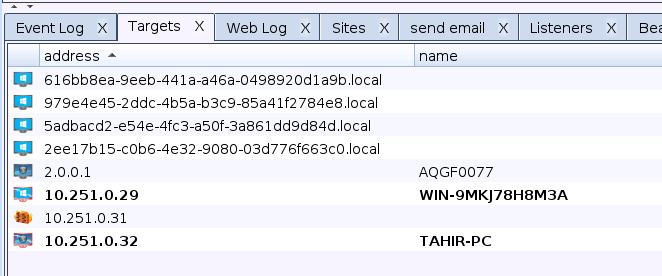 Event Log X Targets X Web Log X Sites X send email X Listeners X Bea
address name
616bb8ea-9eeb-441a-a46a-0498920d1a9b.local
979e4e45-2ddc-4b5a-b3c9-85a41f2784e8.local
5adbacd2-e54e-4fc3-a50f-3a861dd9d84d.local
2ee17b15-c0b6-4e32-9080-03d776f663c0.local
2.0.0.1 AQGF0077
10.251.0.29 WIN-9MKJ78H8M3A
10.251.0.31
10.251.0.32 TAHIR-PC